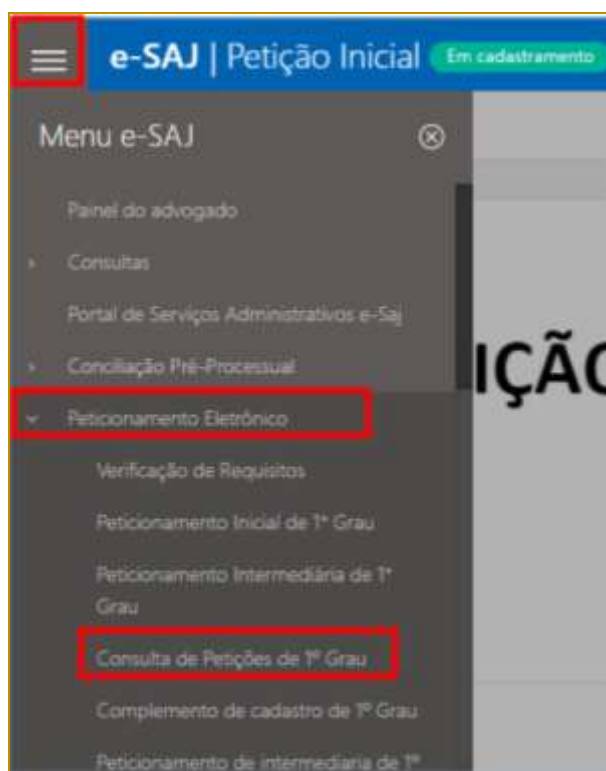 e-SAJ | Petição Inicial Em cadastramento
Menu e-SAJ
Painel do advogado
Consultas
Portal de Serviços Administrativos e-Saj
Conciliação Pré-Processual
IÇÃO
Peticionamento Eletrônico
Verificação de Requisitos
Peticionamento Inicial de 1° Grau
Peticionamento Intermediária de 1°
Grau
Consulta de Petições de 1º Grau
Complemento de cadastro de 1º Grau
Peticionamento de intermediaria de 1º